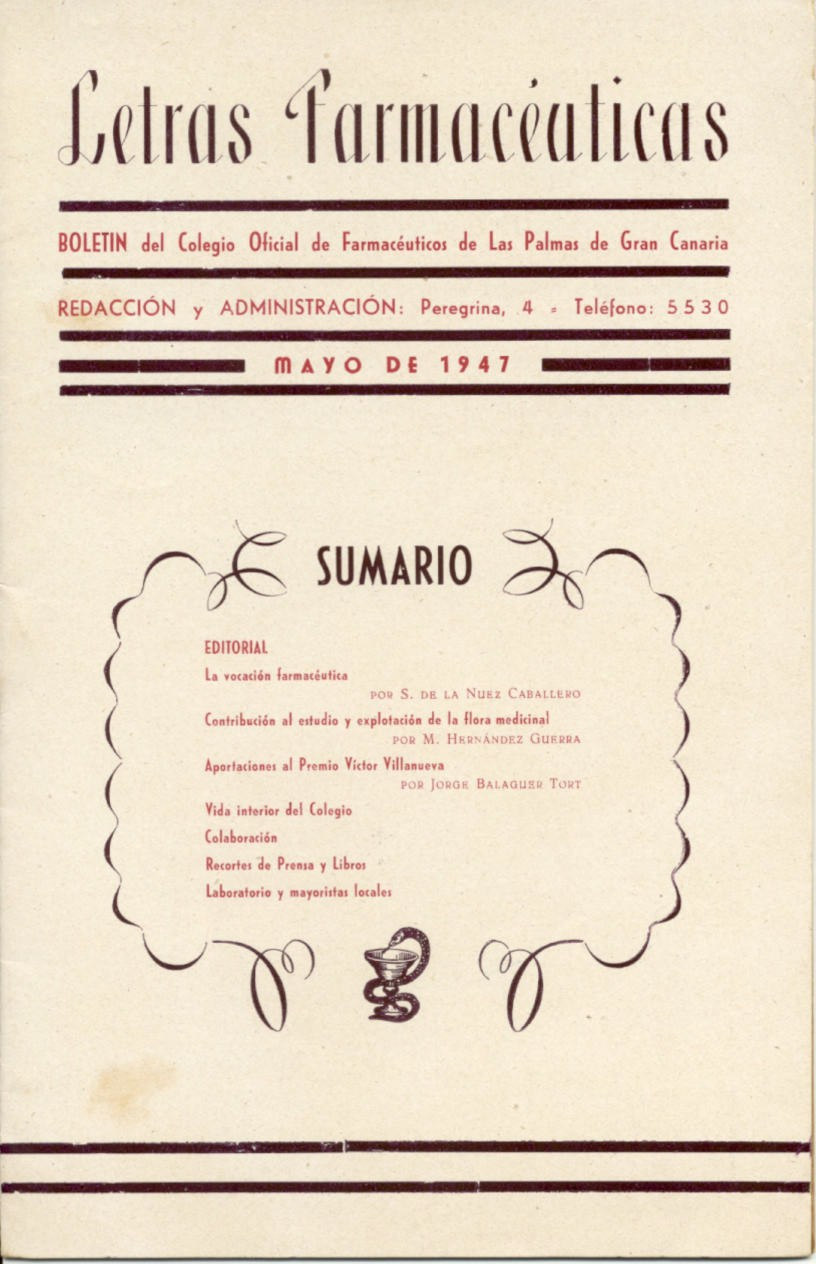 Letras Farmacéuticas
BOLETIN del Colegio Oficial de Farmacéuticos de Las Palmas de Gran Canaria
REDACCIÓN y ADMINISTRACIÓN: Peregrina, 4 = Teléfono: 5530
MAYO DE 1947
SUMARIO
EDITORIAL
La vocación farmacéutica
POR S. DE LA NUEZ CABALLERO
Contribución al estudio y explotación de la flora medicinal
POR M. HERNÁNDEZ GUERRA
Aportaciones al Premio Víctor Villanueva
POR JORGE BALAGUER TORT
Vida interior del Colegio
Colaboración
Recortes de Prensa y Libros
Laboratorio y mayoristas locales